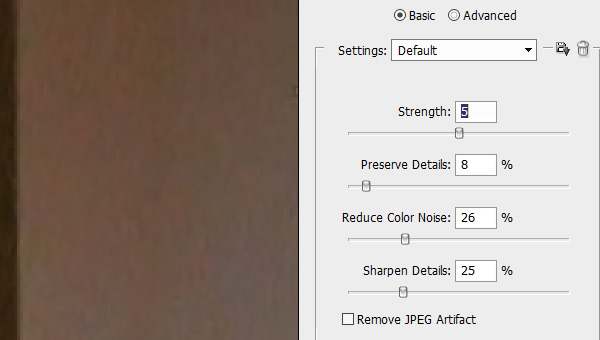 Basic Advanced
Settings: Default
Strength: 5
Preserve Details: 8 %
Reduce Color Noise: 26 %
Sharpen Details: 25 %
Remove JPEG Artifact